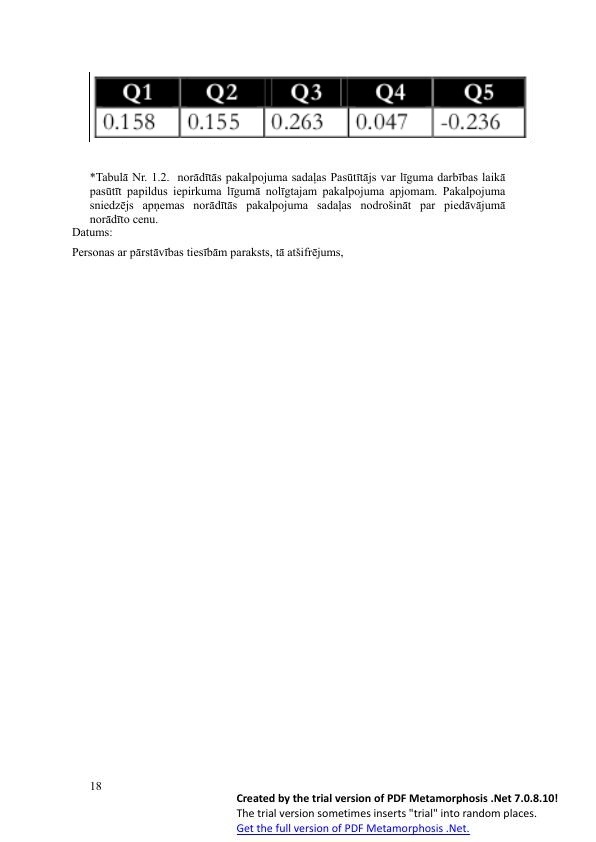 Q1 Q2 Q3 Q4 Q5
0.158 0.155 0.263 0.047 -0.236
*Tabulā Nr. 1.2. norādītās pakalpojuma sadaļas Pasūtītājs var līguma darbības laikā
pasūtīt papildus iepirkuma līgumā nolīgtajam pakalpojuma apjomam. Pakalpojuma
sniedzējs apņemas norādītās pakalpojuma sadaļas nodrošināt par piedāvājumā
norādīto cenu.
Datums:
Personas ar pārstāvības tiesībām paraksts, tā atšifrējums,
18
Created by the trial version of PDF Metamorphosis .Net 7.0.8.10!
The trial version sometimes inserts "trial" into random places.
Get the full version of PDF Metamorphosis .Net.